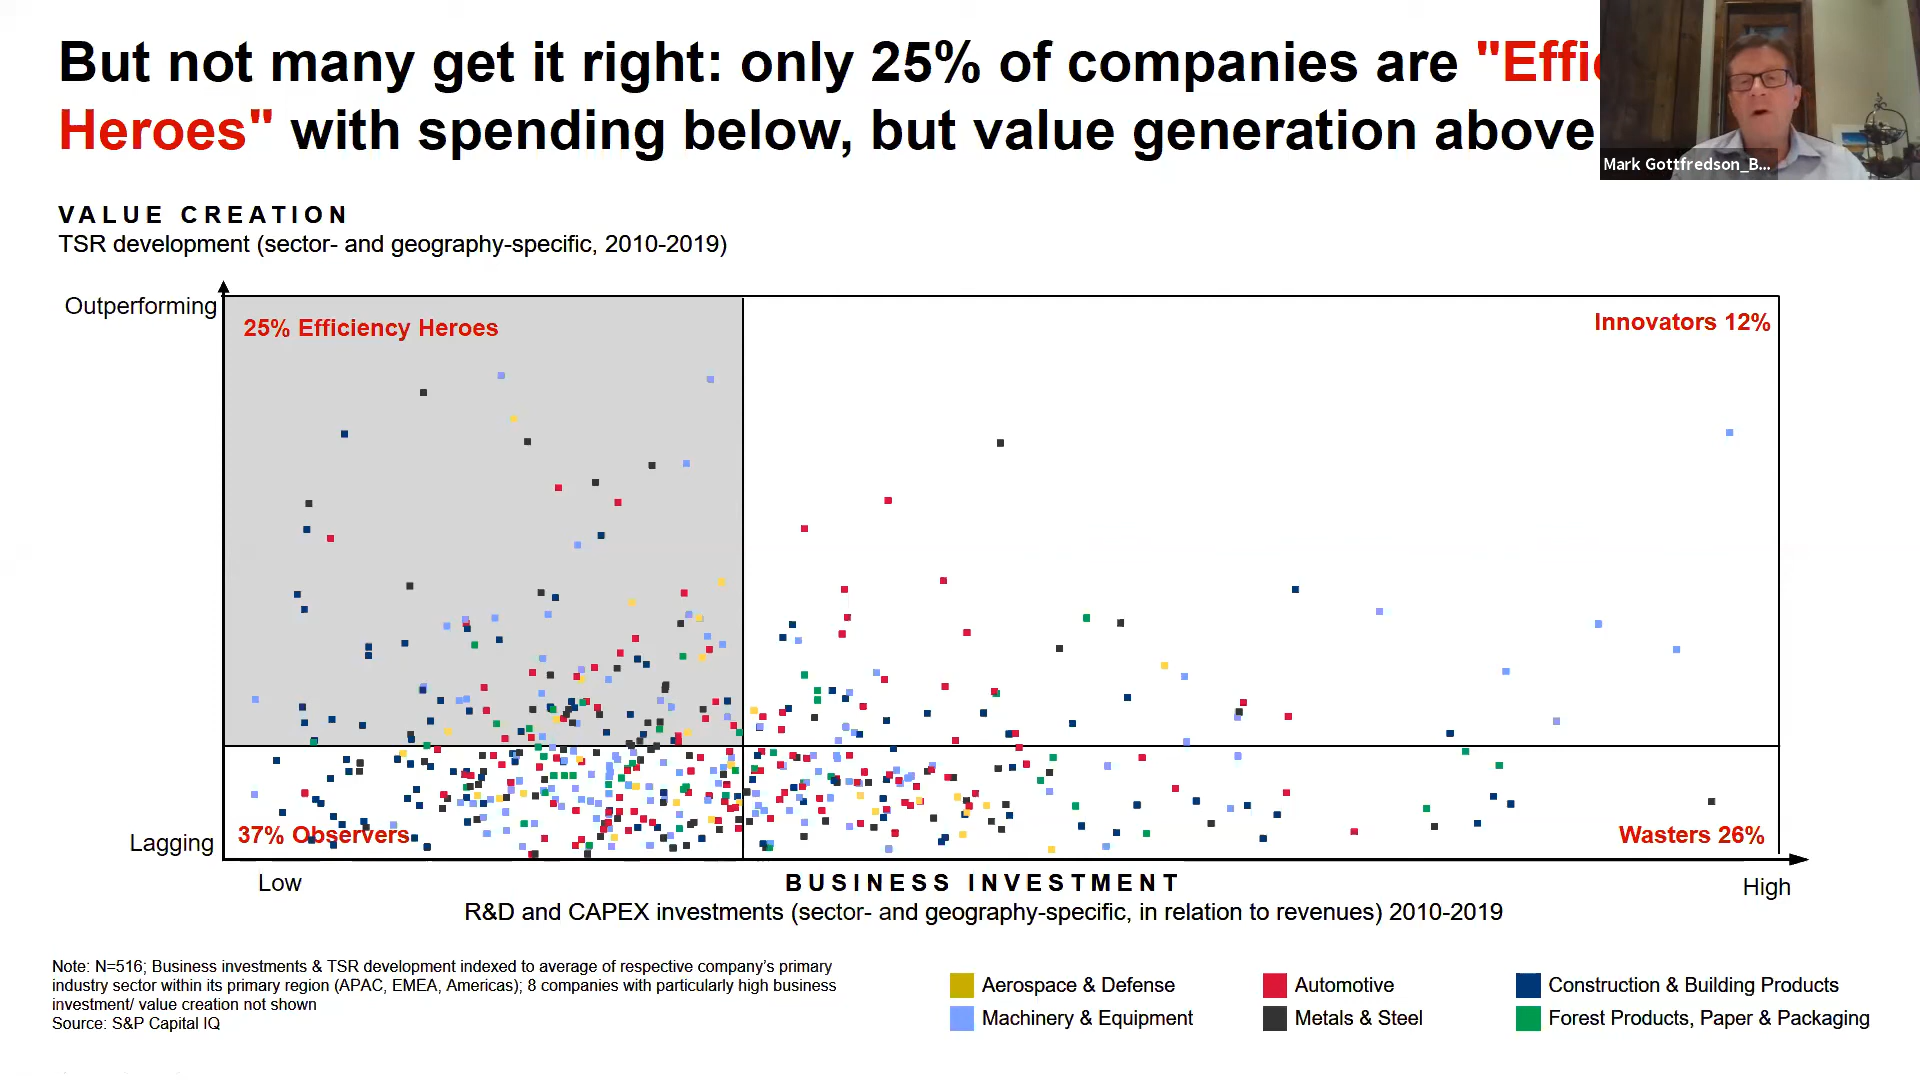 But not many get it right: only 25% of companies are
Heroes" with spending below, but value generation above
Mark Gottfredson_B...
VALUE CREATION
TSR development (sector- and geography-specific, 2010-2019)
Outperforming
25% Efficiency Heroes
Innovators 12%
Lagging
37% Observers
Wasters 26%
Low
BUSINESS INVESTMENT
High
R&D and CAPEX investments (sector- and geography-specific, in relation to revenues) 2010-2019
Note: N=516; Business investments & TSR development indexed to average of respective company's primary
industry sector within its primary region (APAC, EMEA, Americas); 8 companies with particularly high business
investment/ value creation not shown
Source: S&P Capital IQ
Aerospace & Defense
Automotive
Construction & Building Products
Machinery & Equipment
Metals & Steel
Forest Products, Paper & Packaging